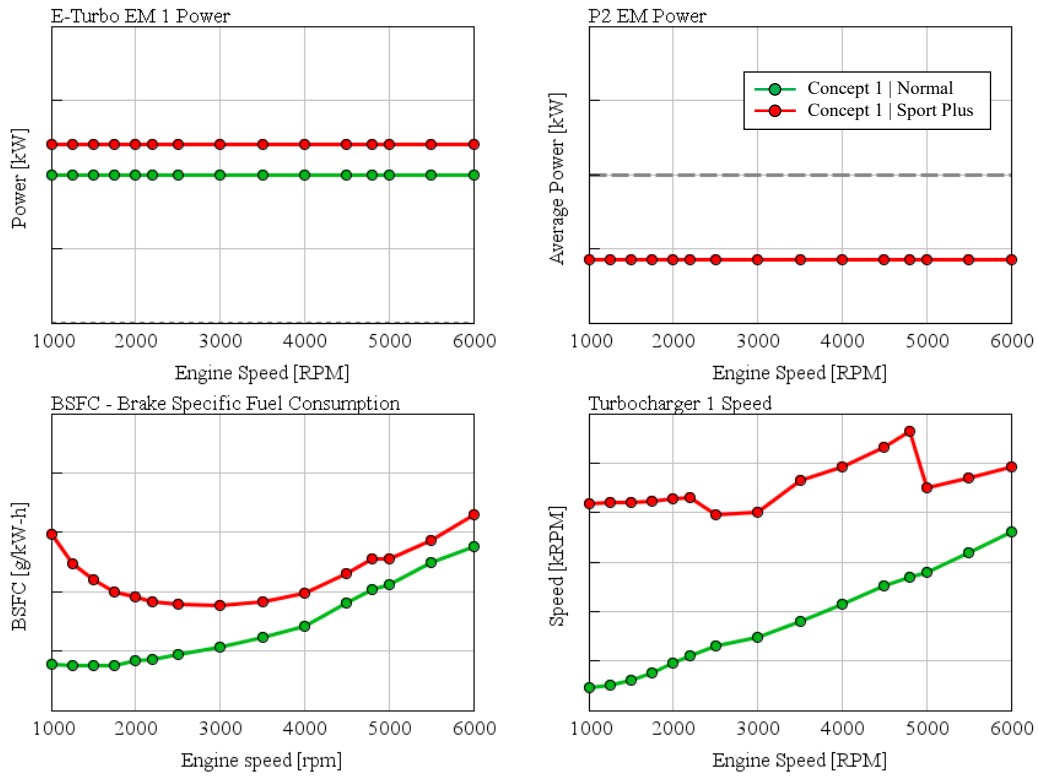 E-Turbo EM 1 Power
Power [kW]
1000 2000 3000 4000 5000 6000
Engine Speed [RPM]
P2 EM Power
Concept 1 | Normal
Concept 1 | Sport Plus
Average Power [kW]
1000 2000 3000 4000 5000 6000
Engine Speed [RPM]
BSFC - Brake Specific Fuel Consumption
BSFC [g/kW-h]
1000 2000 3000 4000 5000 6000
Engine speed [rpm]
Turbocharger 1 Speed
Speed [kRPM]
1000 2000 3000 4000 5000 6000
Engine Speed [RPM]